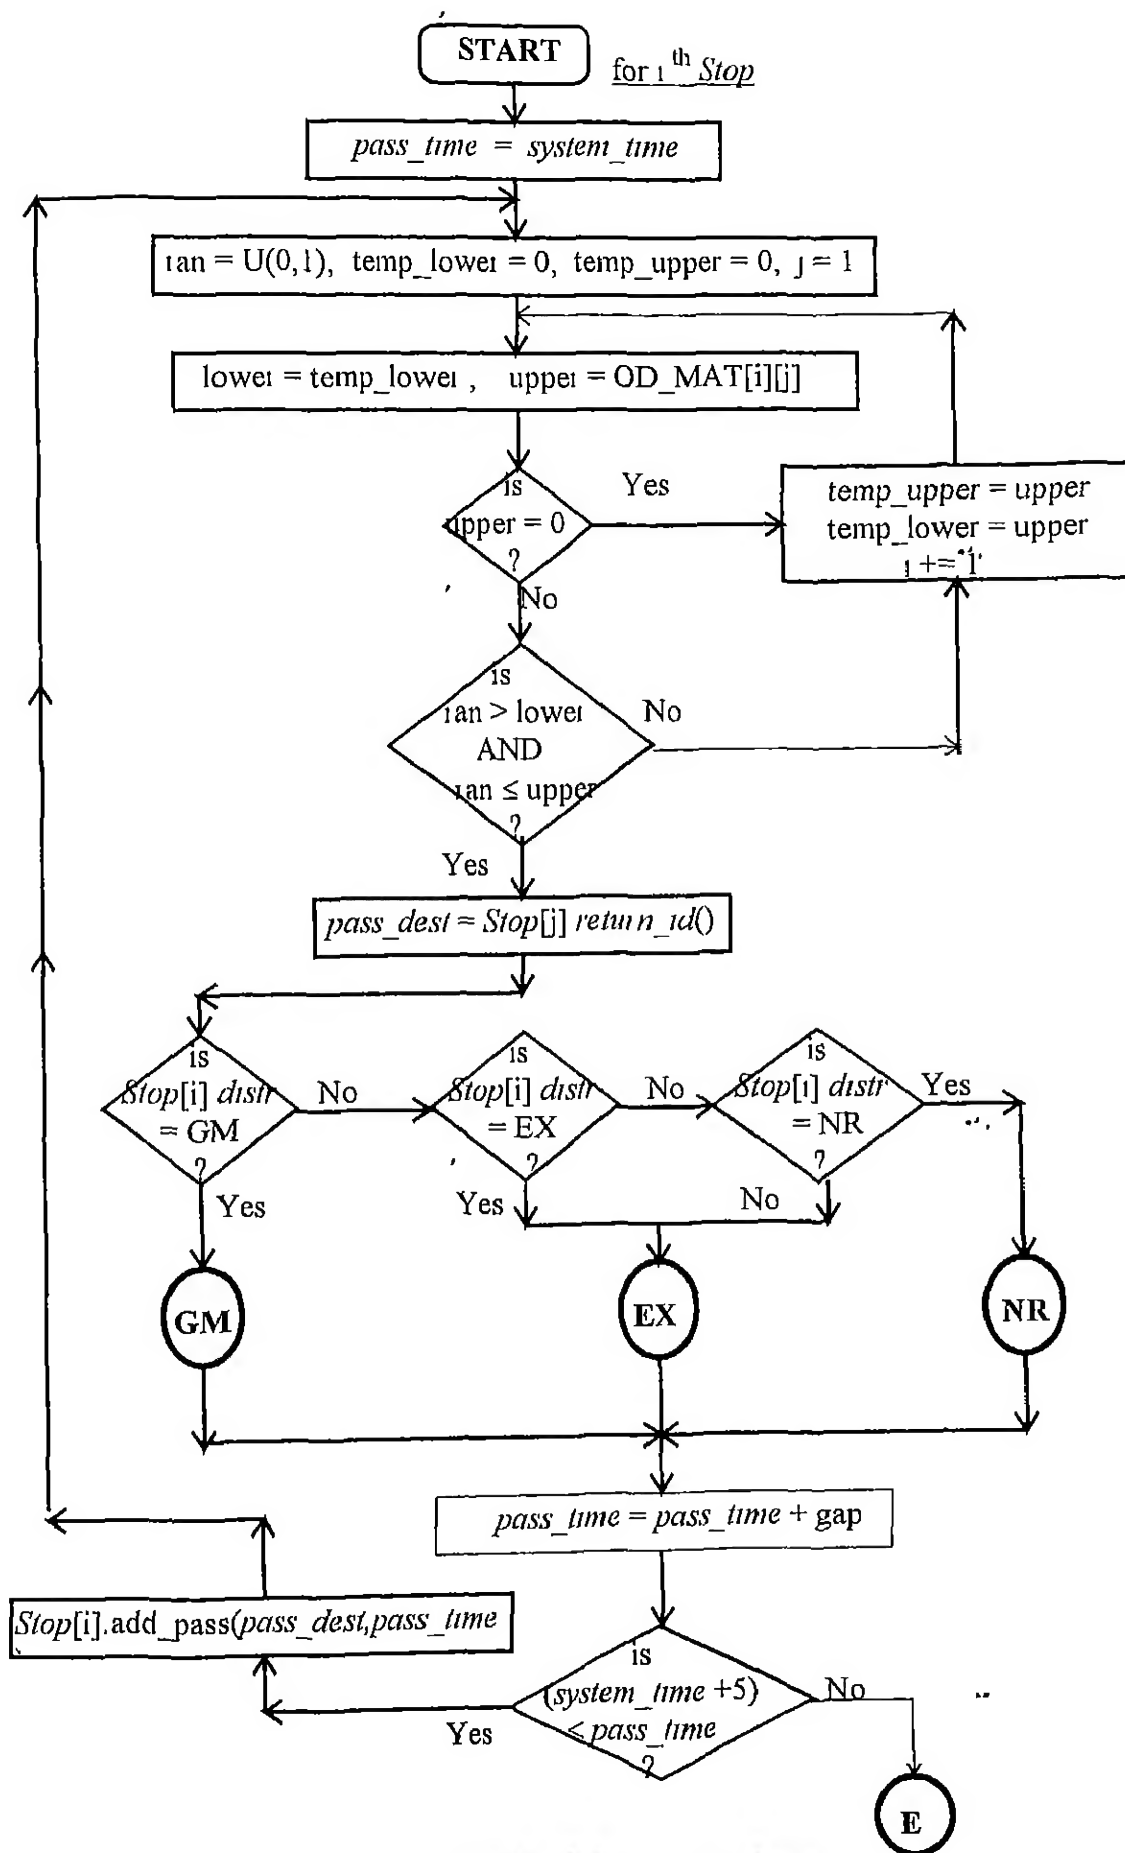 START
for i th Stop
pass_time = system_time
ran = U(0,1), temp_lower = 0, temp_upper = 0, j = 1
lower = temp_lower , upper = OD_MAT[i][j]
is
upper = 0
?
Yes
temp_upper = upper
temp_lower = upper
j += 1
No
is
ran > lower
AND
ran ≤ upper
?
No
Yes
pass_dest = Stop[j] return_id()
is
Stop[i] distr
= GM
?
No
is
Stop[i] distr
= EX
?
No
is
Stop[i] distr
= NR
?
Yes
Yes
Yes
No
GM
EX
NR
pass_time = pass_time + gap
Stop[i].add_pass(pass_dest,pass_time
is
(system_time +5)
< pass_time
?
No
Yes
E